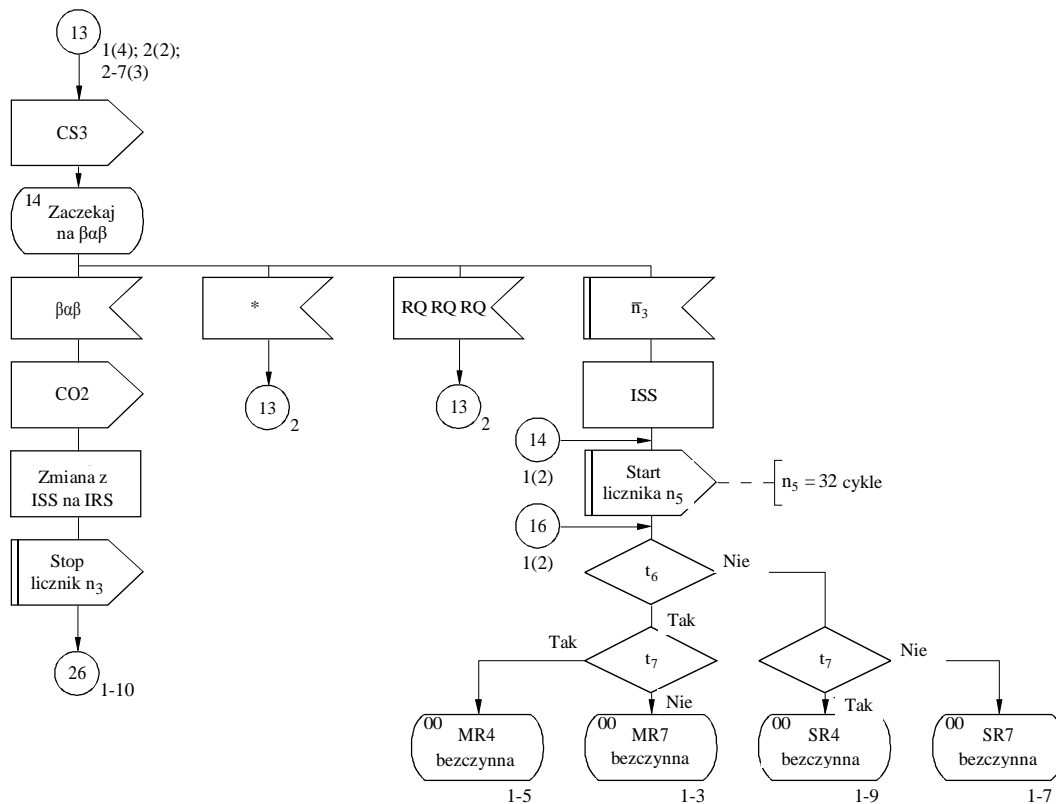 13
1(4); 2(2);
2-7(3)
CS3
14
Zaczekaj
na βαβ
βαβ
*
RQ RQ RQ
n̄₃
CO2
13
2
13
2
ISS
14
1(2)
Zmiana z
ISS na IRS
Start
licznika n₅
n₅ = 32 cykle
16
1(2)
Stop
licznik n₃
t₆
Nie
Tak
26
1-10
Tak
t₇
Nie
t₇
Nie
Tak
00
MR4
bezczynna
1-5
00
MR7
bezczynna
1-3
00
SR4
bezczynna
1-9
00
SR7
bezczynna
1-7